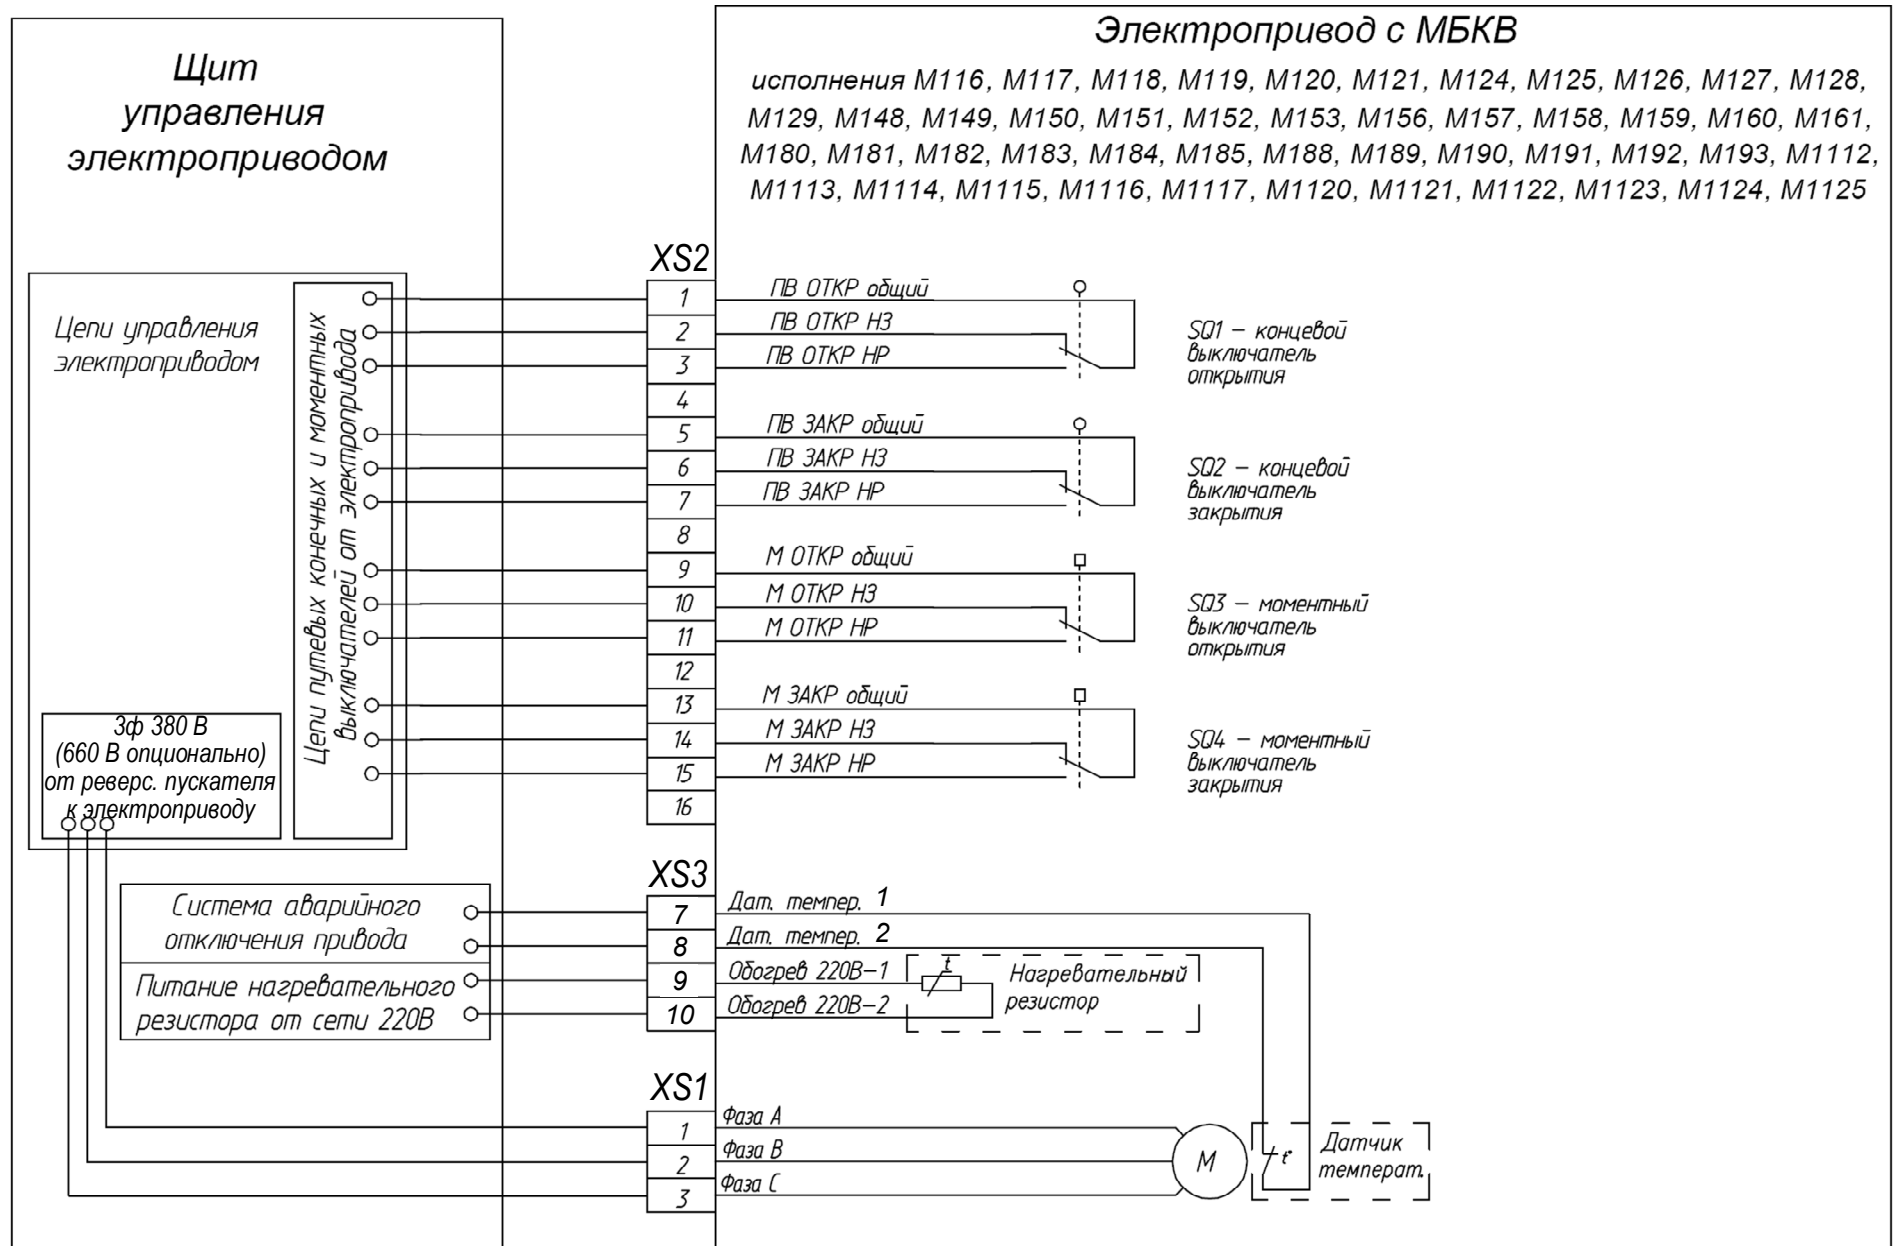 Щит
управления
электроприводом
Электропривод с МБКВ
исполнения М116, М117, М118, М119, М120, М121, М124, М125, М126, М127, М128,
М129, М148, М149, М150, М151, М152, М153, М156, М157, М158, М159, М160, М161,
М180, М181, М182, М183, М184, М185, М188, М189, М190, М191, М192, М193, М1112,
М1113, М1114, М1115, М1116, М1117, М1120, М1121, М1122, М1123, М1124, М1125
Цепи управления
электроприводом
Цепи путевых конечных и моментных
выключателей от электропривода
3ф 380 В
(660 В опционально)
от реверс. пускателя
к электроприводу
XS2
1 ПВ ОТКР общий
2 ПВ ОТКР НЗ
3 ПВ ОТКР НР
4
5 ПВ ЗАКР общий
6 ПВ ЗАКР НЗ
7 ПВ ЗАКР НР
8
9 М ОТКР общий
10 М ОТКР НЗ
11 М ОТКР НР
12
13 М ЗАКР общий
14 М ЗАКР НЗ
15 М ЗАКР НР
16
SQ1 – концевой
выключатель
открытия
SQ2 – концевой
выключатель
закрытия
SQ3 – моментный
выключатель
открытия
SQ4 – моментный
выключатель
закрытия
Система аварийного
отключения привода
Питание нагревательного
резистора от сети 220В
XS3
7 Дат. темпер. 1
8 Дат. темпер. 2
9 Обогрев 220В–1
10 Обогрев 220В–2
t
Нагревательный
резистор
XS1
1 Фаза А
2 Фаза В
3 Фаза С
М
t°
Датчик
температ.